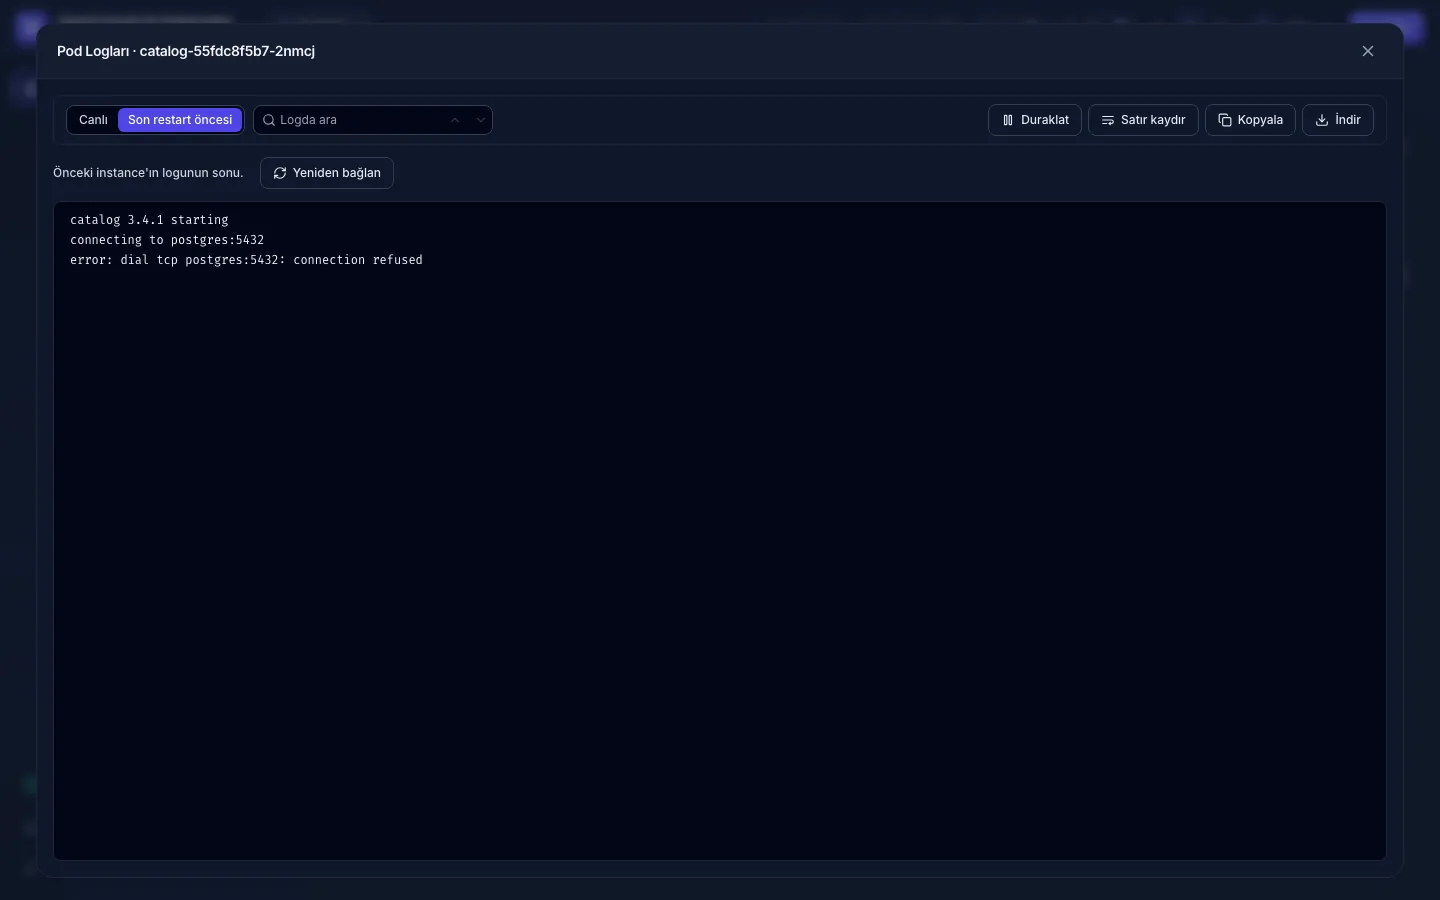 Pod Logları · catalog-55fdc8f5b7-2nmcj
Canlı
Son restart öncesi
Logda ara
Duraklat
Satır kaydır
Kopyala
İndir
Önceki instance'ın logunun sonu.
Yeniden bağlan
catalog 3.4.1 starting
connecting to postgres:5432
error: dial tcp postgres:5432: connection refused